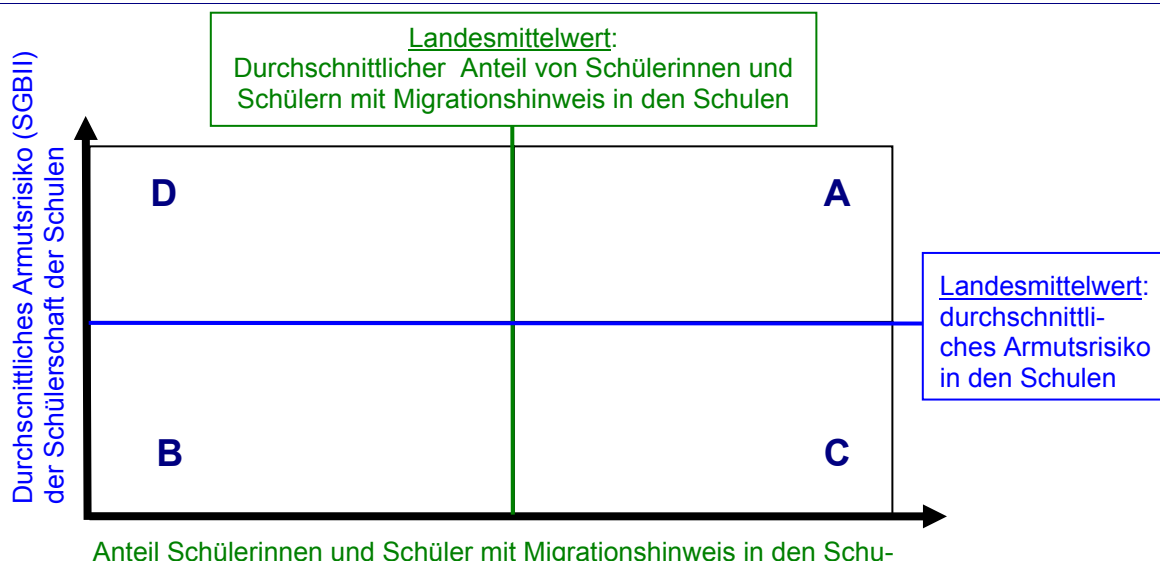 Landesmittelwert:
Durchschnittlicher Anteil von Schülerinnen und
Schülern mit Migrationshinweis in den Schulen
Durchscnittliches Armutsrisiko (SGBII)
der Schülerschaft der Schulen
D
A
Landesmittelwert:
durchschnittli-
ches Armutsrisiko
in den Schulen
B
C
Anteil Schülerinnen und Schüler mit Migrationshinweis in den Schu-